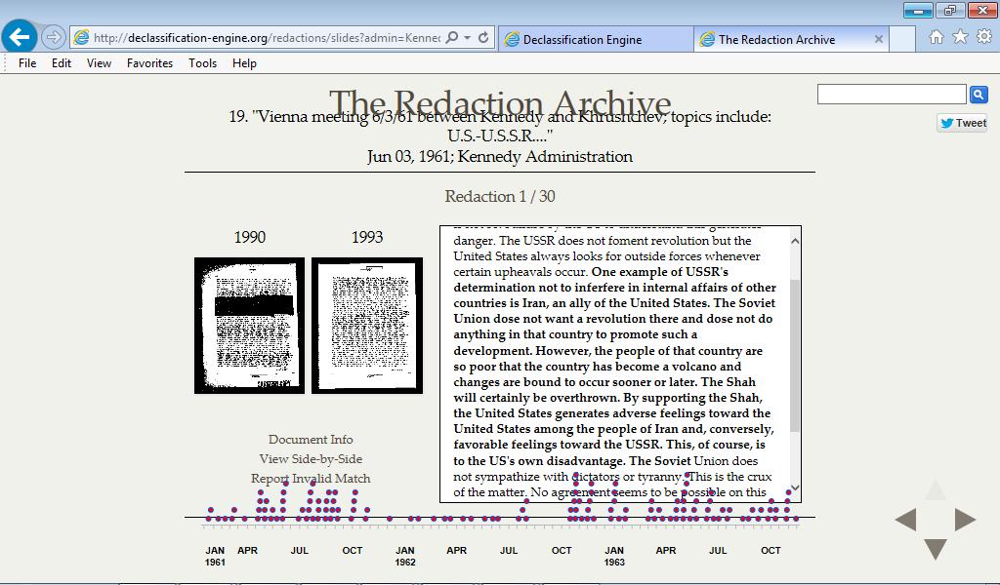 http://declassification-engine.org/redactions/slides?admin=Kenne
Declassification Engine
The Redaction Archive
File Edit View Favorites Tools Help
The Redaction Archive
19. "Vienna meeting 6/3/61 between Kennedy and Khrushchev; topics include:
U.S.-U.S.S.R...."
Jun 03, 1961; Kennedy Administration
Tweet
Redaction 1 / 30
1990 1993
Document Info
View Side-by-Side
Report Invalid Match
danger. The USSR does not foment revolution but the
United States always looks for outside forces whenever
certain upheavals occur. One example of USSR's
determination not to inferfere in internal affairs of other
countries is Iran, an ally of the United States. The Soviet
Union dose not want a revolution there and dose not do
anything in that country to promote such a
development. However, the people of that country are
so poor that the country has become a volcano and
changes are bound to occur sooner or later. The Shah
will certainly be overthrown. By supporting the Shah,
the United States generates adverse feelings toward the
United States among the people of Iran and, conversely,
favorable feelings toward the USSR. This, of course, is
to the US's own disadvantage. The Soviet Union does
not sympathize with dictators or tyranny. This is the crux
of the matter. No agreement seems to be possible on this
JAN APR JUL OCT JAN APR JUL OCT JAN APR JUL OCT
1961 1962 1963